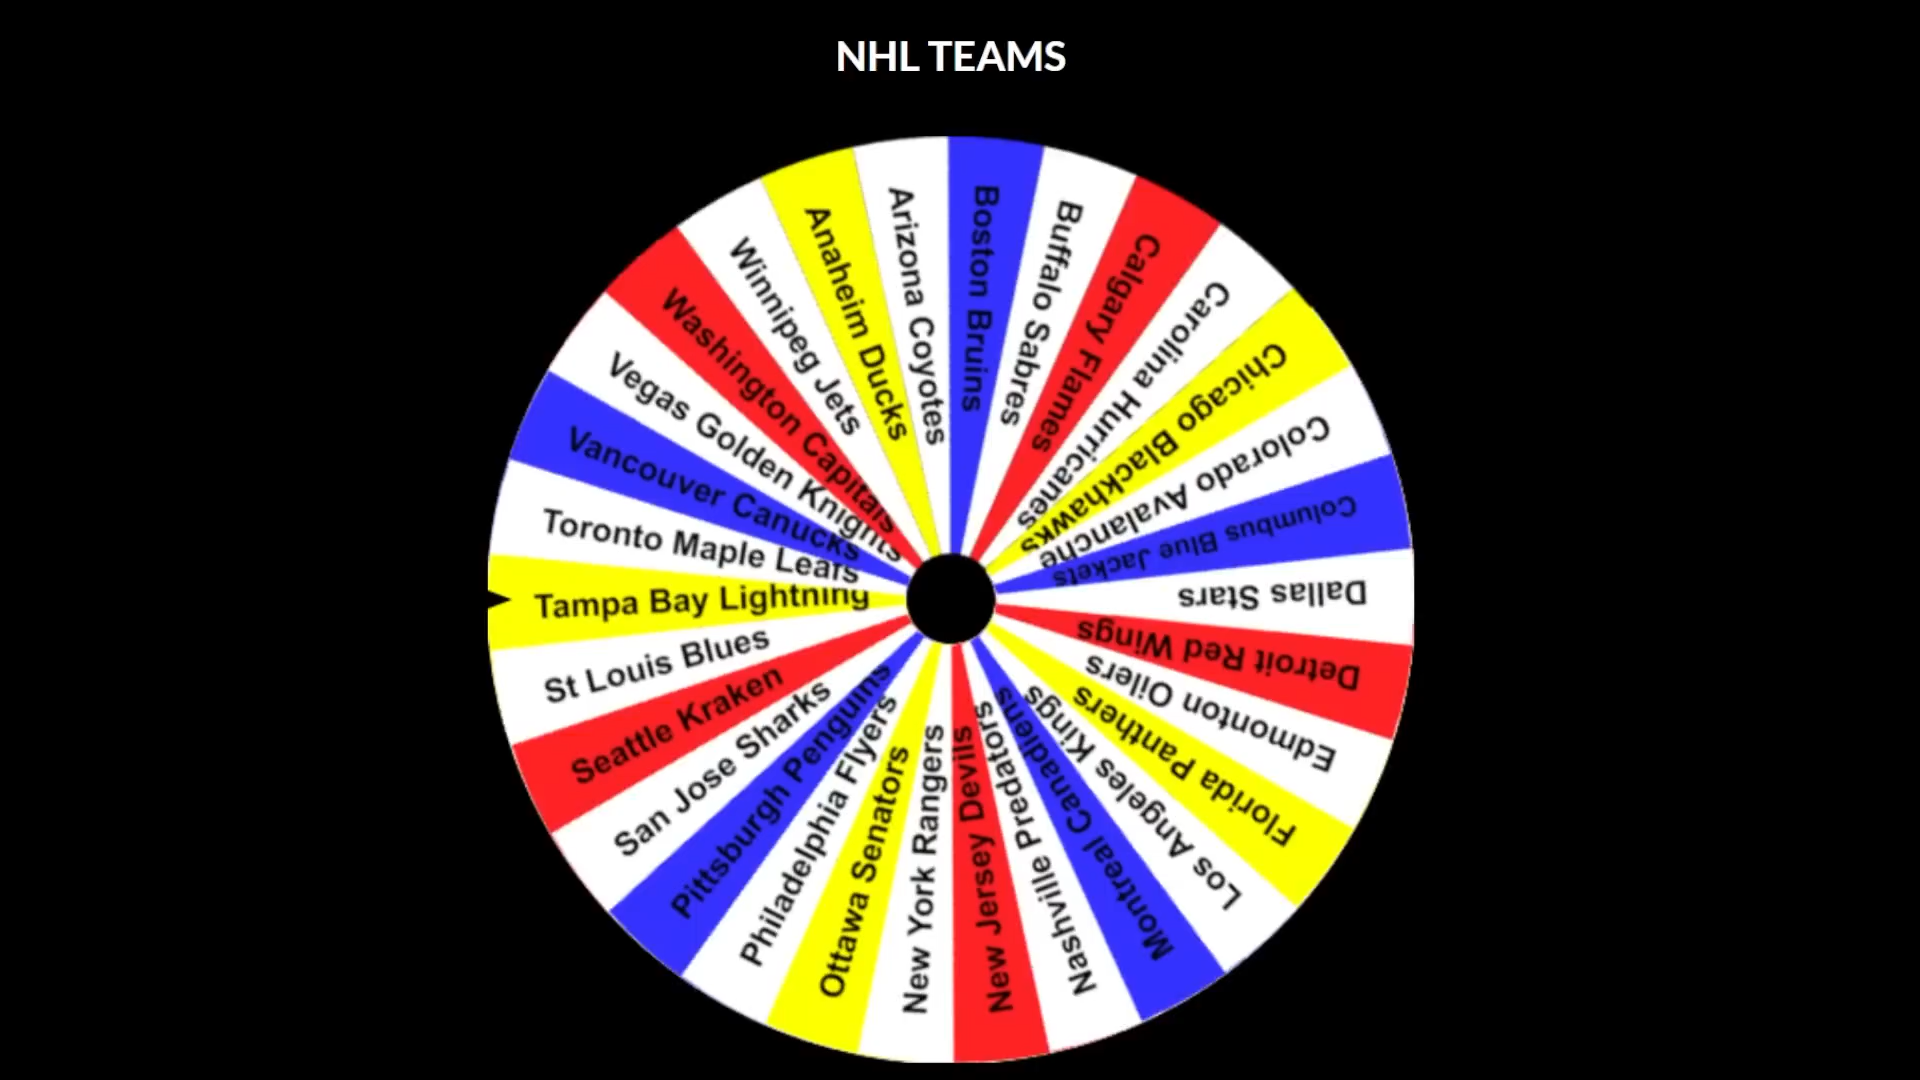 NHL TEAMS
Boston Bruins
Buffalo Sabres
Calgary Flames
Carolina Hurricanes
Chicago Blackhawks
Colorado Avalanche
Columbus Blue Jackets
Dallas Stars
Detroit Red Wings
Edmonton Oilers
Florida Panthers
Los Angeles Kings
Montreal Canadiens
Nashville Predators
New Jersey Devils
New York Rangers
Ottawa Senators
Philadelphia Flyers
Pittsburgh Penguins
San Jose Sharks
Seattle Kraken
St Louis Blues
Tampa Bay Lightning
Toronto Maple Leafs
Vancouver Canucks
Vegas Golden Knights
Washington Capitals
Winnipeg Jets
Anaheim Ducks
Arizona Coyotes